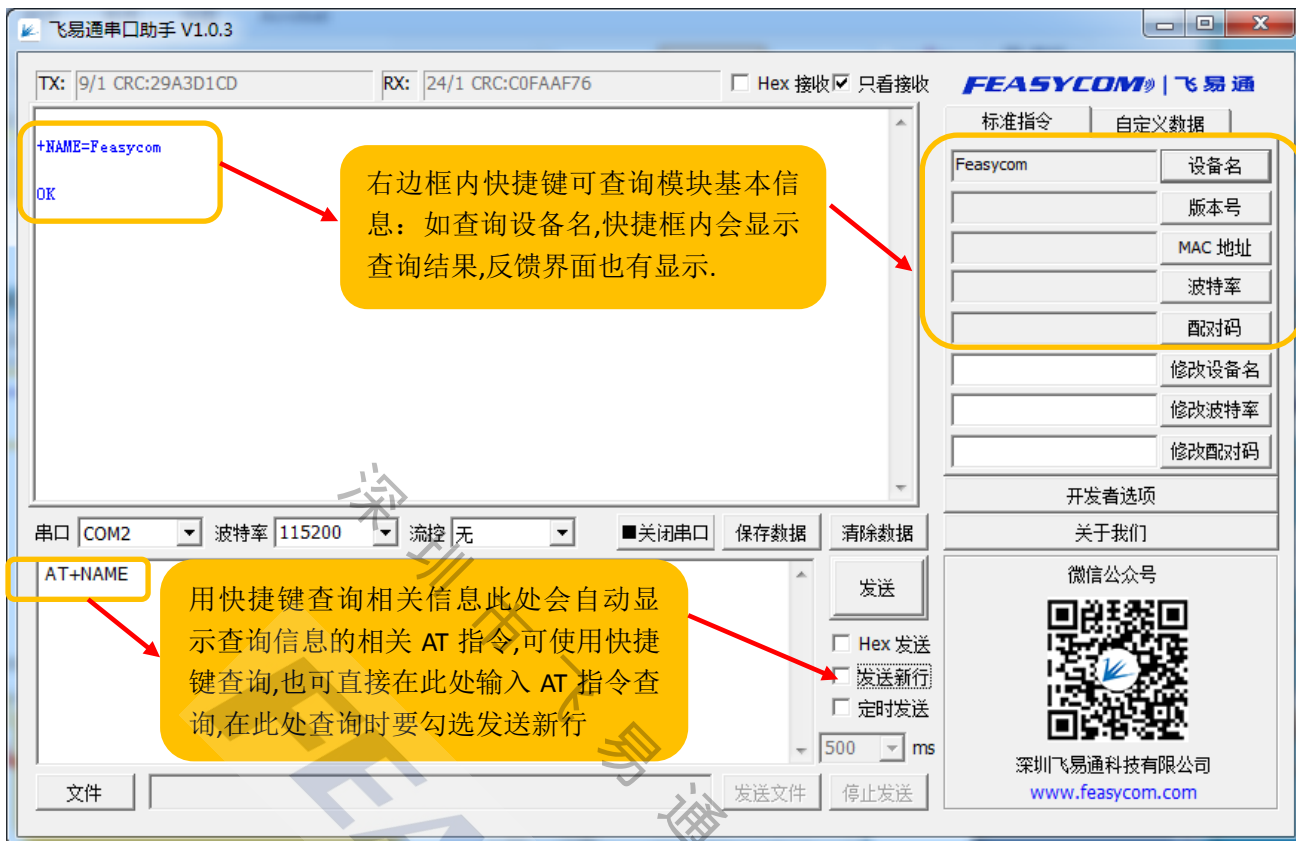 飞易通串口助手 V1.0.3
TX: 9/1 CRC:29A3D1CD RX: 24/1 CRC:C0FAAF76 Hex 接收 只看接收
FEASYCOM | 飞易通
标准指令 自定义数据
+NAME=Feasycom
OK
右边框内快捷键可查询模块基本信
息：如查询设备名,快捷框内会显示
查询结果,反馈界面也有显示.
Feasycom 设备名
版本号
MAC 地址
波特率
配对码
修改设备名
修改波特率
修改配对码
开发者选项
关于我们
串口 COM2 波特率 115200 流控 无 ■关闭串口 保存数据 清除数据
AT+NAME
用快捷键查询相关信息此处会自动显
示查询信息的相关 AT 指令,可使用快捷
键查询,也可直接在此处输入 AT 指令查
询,在此处查询时要勾选发送新行
发送
Hex 发送
发送新行
定时发送
500 ms
文件 发送文件 停止发送
微信公众号
深圳飞易通科技有限公司
www.feasycom.com
深圳市飞易通
FEA